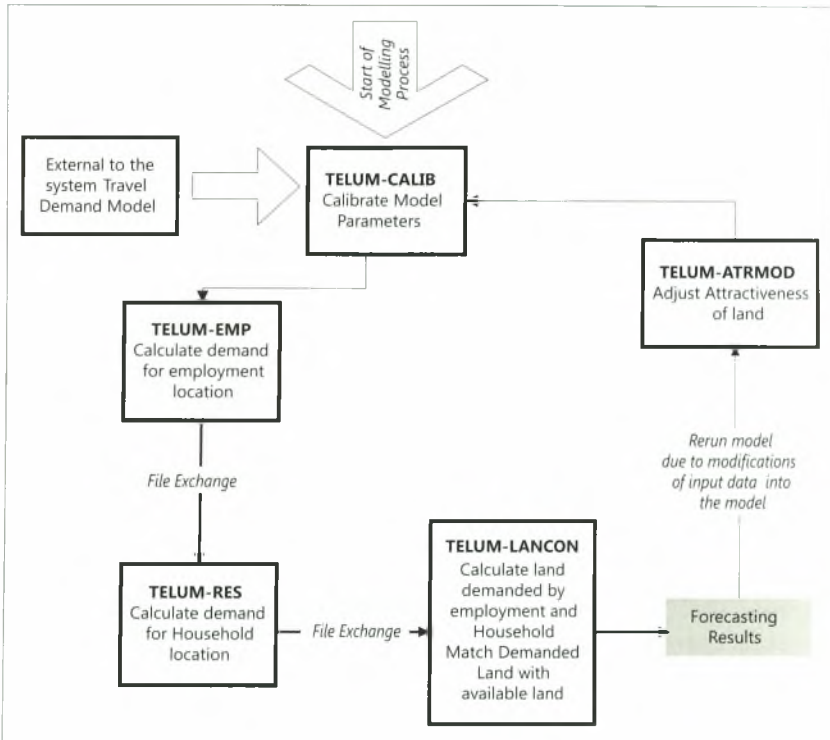 Start of
Modelling
Process
External to the
system Travel
Demand Model
TELUM-CALIB
Calibrate Model
Parameters
TELUM-ATRMOD
Adjust Attractiveness
of land
TELUM-EMP
Calculate demand
for employment
location
File Exchange
Rerun model
due to modifications
of input data into
the model
TELUM-RES
Calculate demand
for Household
location
File Exchange
TELUM-LANCON
Calculate land
demanded by
employment and
Household
Match Demanded
Land with
available land
Forecasting
Results